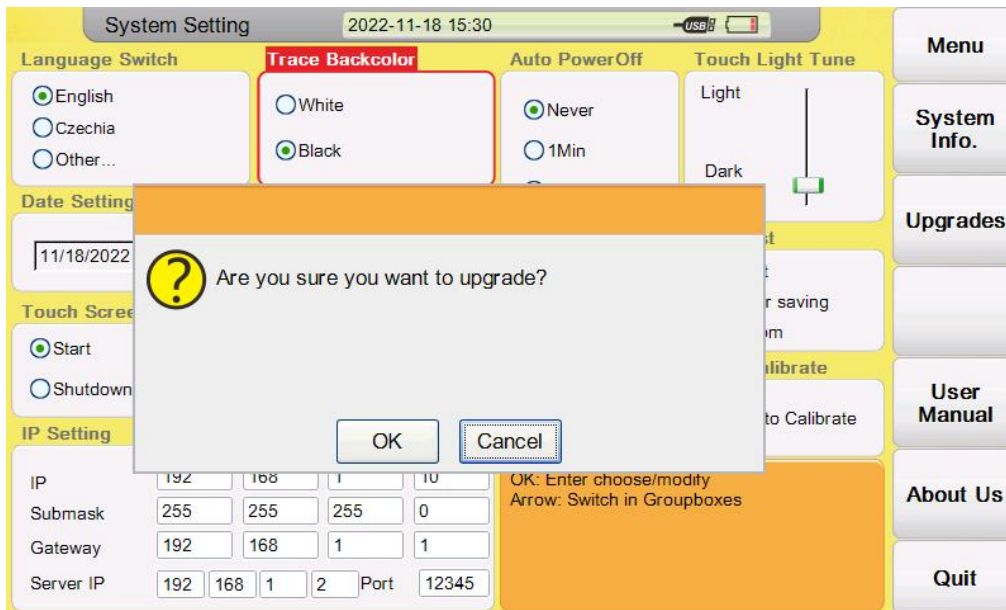 System Setting
2022-11-18 15:30
USB
Language Switch
English
Czechia
Other...
Trace Backcolor
White
Black
Auto PowerOff
Never
1Min
Touch Light Tune
Light
Dark
Date Setting
11/18/2022
Are you sure you want to upgrade?
OK
Cancel
saving
Touch
Start
Shutdown
to Calibrate
IP Setting
IP 192 168 1 10
Submask 255 255 255 0
Gateway 192 168 1 1
Server IP 192 168 1 2 Port 12345
OK: Enter choose/modify
Arrow: Switch in Groupboxes
Menu
System
Info.
Upgrades
User
Manual
About Us
Quit